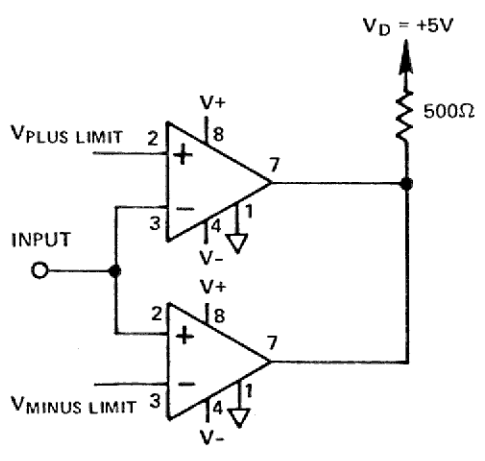 VD = +5V
500Ω
V+
8
VPLUS LIMIT
2
+
7
−
3
1
4
V-
INPUT
V+
8
2
+
7
−
VMINUS LIMIT
3
1
4
V-